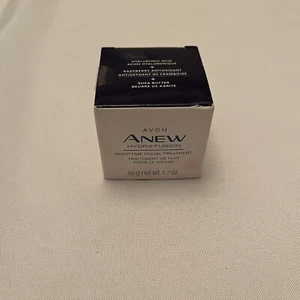 HYALURONIC ACID
ACIDE HYALURONIQUE
RASPBERRY ANTIOXIDANT
ANTIOXYDANT DE FRAMBOISE
SHEA BUTTER
BEURRE DE KARITÉ
AVON
ANEW
HYDRA FUSION
NIGHTTIME FACIAL TREATMENT
TRAITEMENT DE NUIT
POUR LE VISAGE
50 g net wt. 1.7 oz.